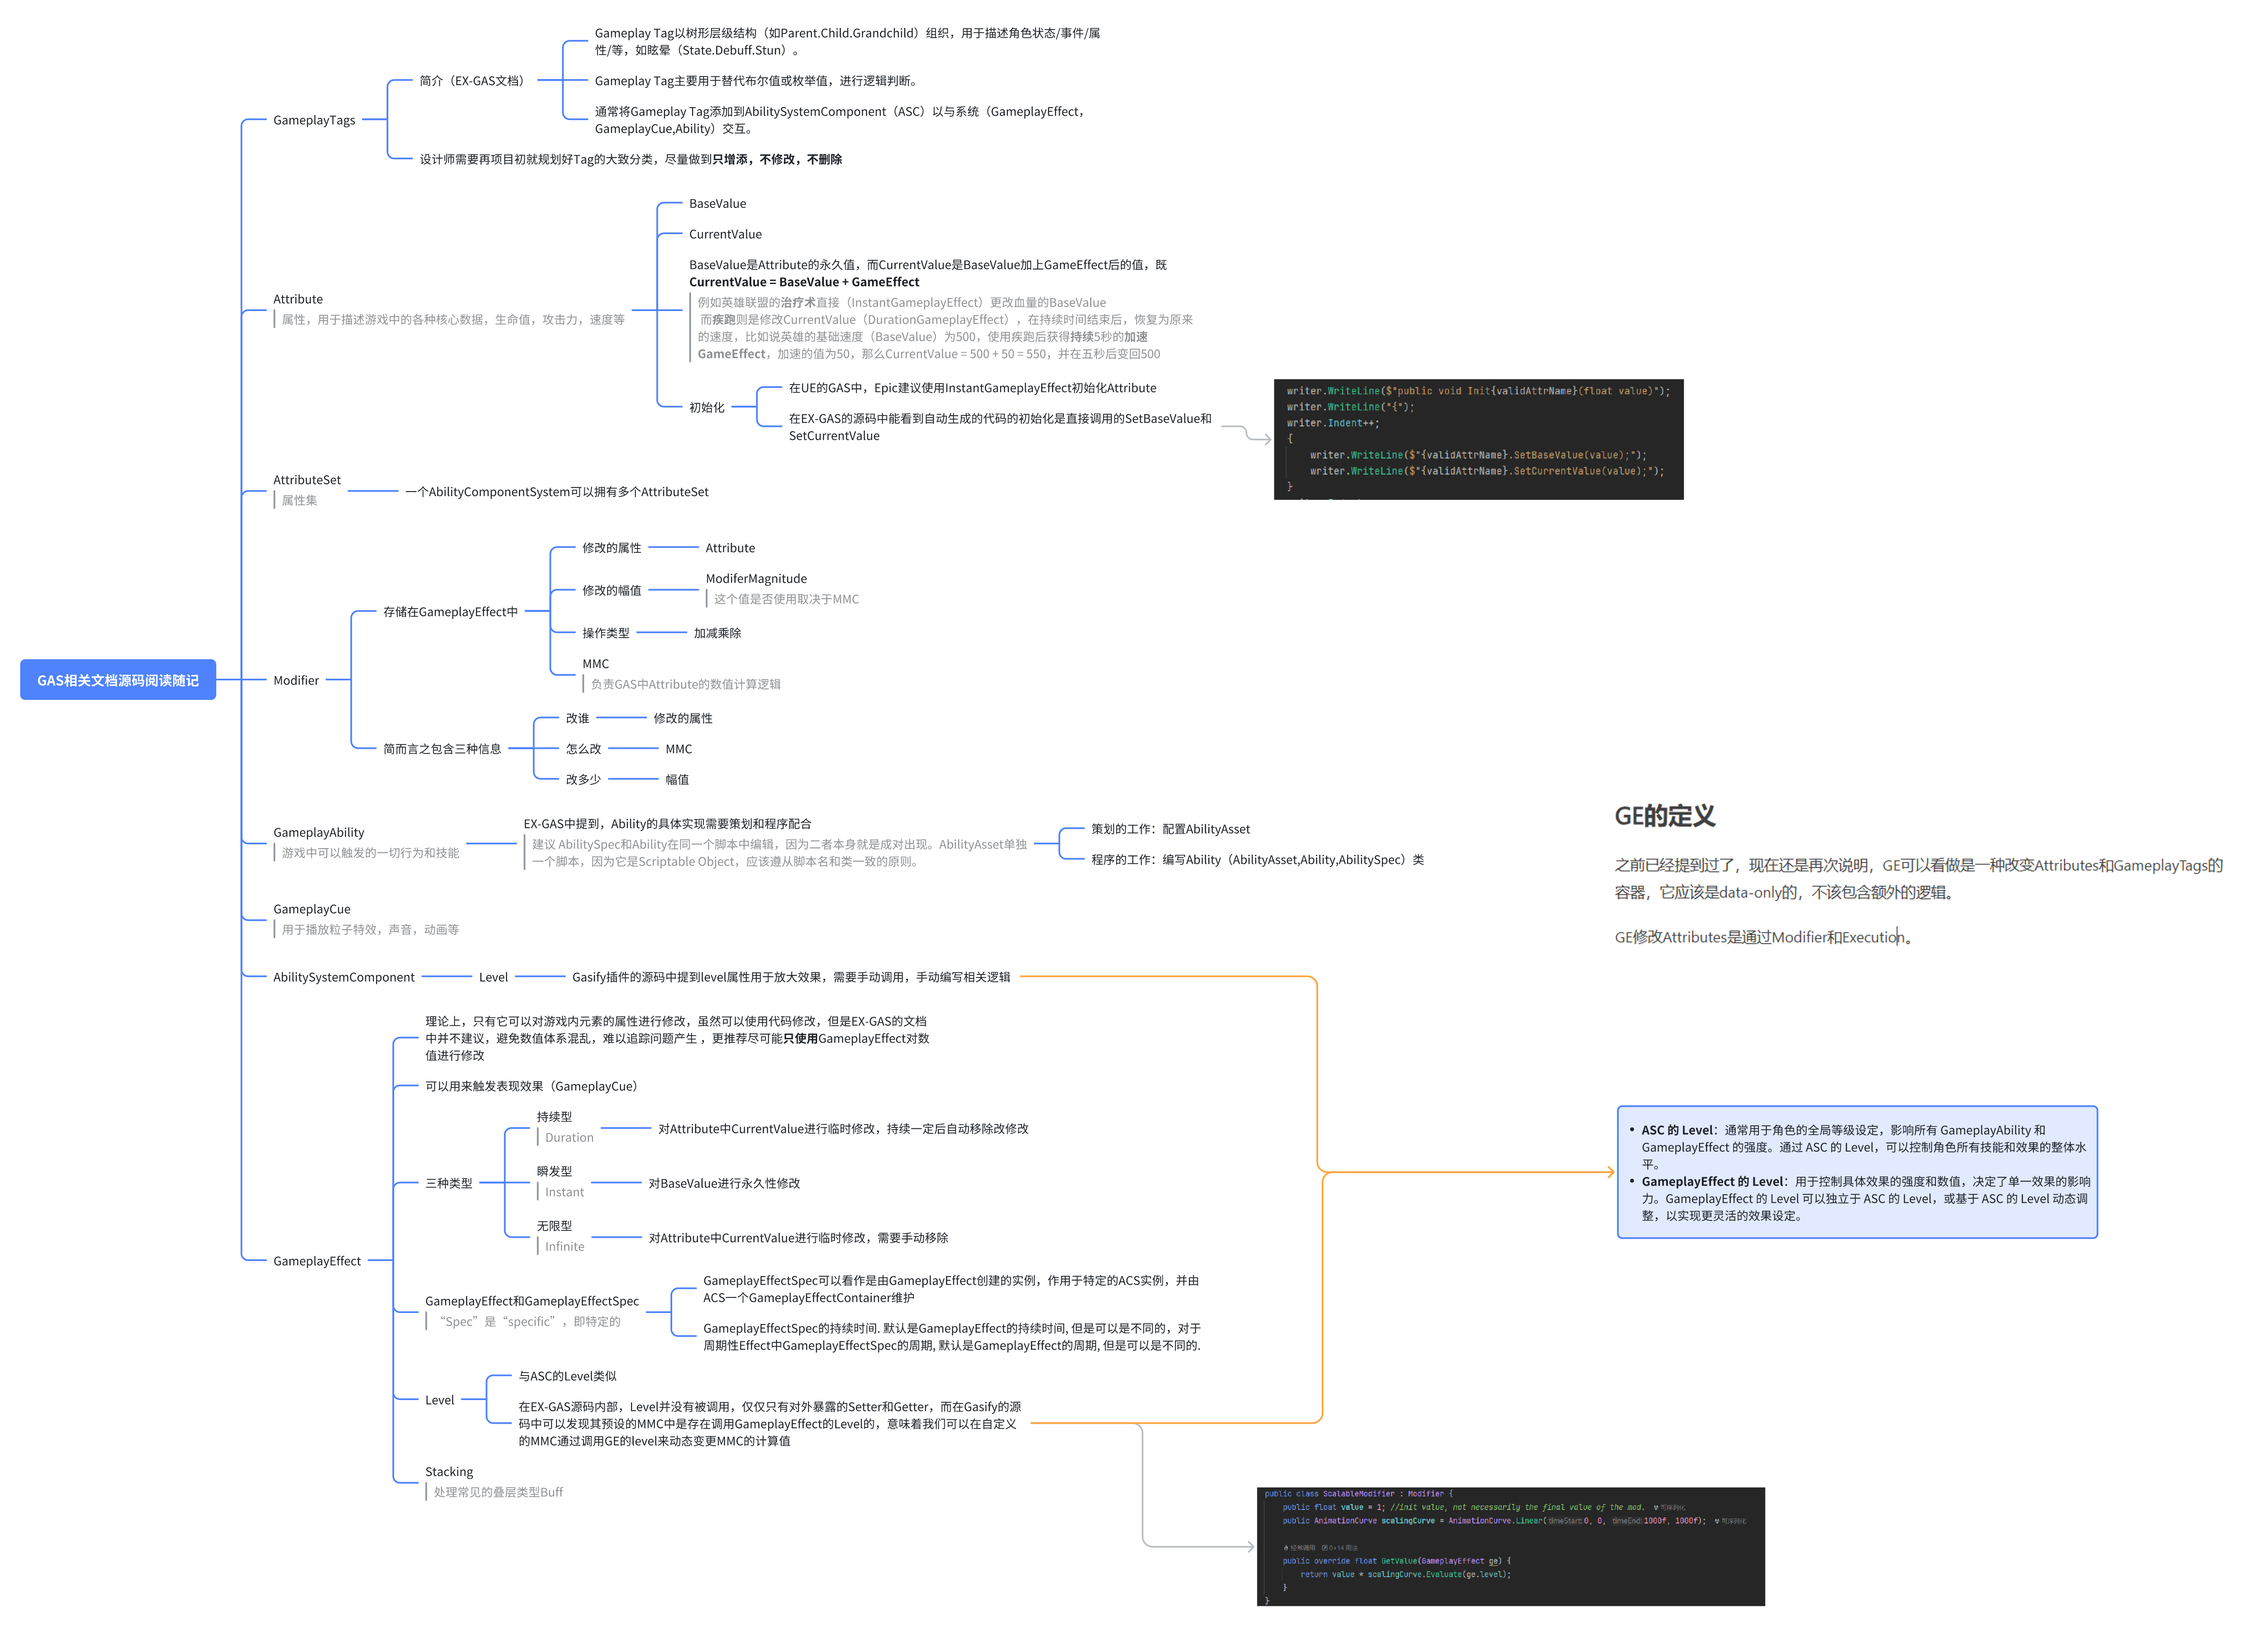 GAS相关文档源码阅读随记
GameplayTags
简介（EX-GAS文档）
Gameplay Tag以树形层级结构（如Parent.Child.Grandchild）组织，用于描述角色状态/事件/属
性/等，如眩晕（State.Debuff.Stun）。
Gameplay Tag主要用于替代布尔值或枚举值，进行逻辑判断。
通常将Gameplay Tag添加到AbilitySystemComponent（ASC）以与系统（GameplayEffect，
GameplayCue,Ability）交互。
设计师需要再项目初就规划好Tag的大致分类，尽量做到只增添，不修改，不删除
Attribute
属性，用于描述游戏中的各种核心数据，生命值，攻击力，速度等
BaseValue
CurrentValue
BaseValue是Attribute的永久值，而CurrentValue是BaseValue加上GameEffect后的值，既
CurrentValue = BaseValue + GameEffect
例如英雄联盟的治疗术直接（InstantGameplayEffect）更改血量的BaseValue
而疾跑则是修改CurrentValue（DurationGameplayEffect），在持续时间结束后，恢复为原来
的速度，比如说英雄的基础速度（BaseValue）为500，使用疾跑后获得持续5秒的加速
GameEffect，加速的值为50，那么CurrentValue = 500 + 50 = 550，并在五秒后变回500
初始化
在UE的GAS中，Epic建议使用InstantGameplayEffect初始化Attribute
在EX-GAS的源码中能看到自动生成的代码的初始化是直接调用的SetBaseValue和
SetCurrentValue
writer.WriteLine($"public void Init{validAttrName}(float value)");
writer.WriteLine("{");
writer.Indent++;
{
writer.WriteLine($"{validAttrName}.SetBaseValue(value);");
writer.WriteLine($"{validAttrName}.SetCurrentValue(value);");
}
AttributeSet
属性集
一个AbilityComponentSystem可以拥有多个AttributeSet
Modifier
存储在GameplayEffect中
修改的属性
Attribute
修改的幅值
ModiferMagnitude
这个值是否使用取决于MMC
操作类型
加减乘除
MMC
负责GAS中Attribute的数值计算逻辑
简而言之包含三种信息
改谁
修改的属性
怎么改
MMC
改多少
幅值
GameplayAbility
游戏中可以触发的一切行为和技能
EX-GAS中提到，Ability的具体实现需要策划和程序配合
建议 AbilitySpec和Ability在同一个脚本中编辑，因为二者本身就是成对出现。AbilityAsset单独
一个脚本，因为它是Scriptable Object，应该遵从脚本名和类一致的原则。
策划的工作：配置AbilityAsset
程序的工作：编写Ability（AbilityAsset,Ability,AbilitySpec）类
GE的定义
之前已经提到过了，现在还是再次说明，GE可以看做是一种改变Attributes和GameplayTags的
容器，它应该是data-only的，不该包含额外的逻辑。
GE修改Attributes是通过Modifier和Execution。
GameplayCue
用于播放粒子特效，声音，动画等
AbilitySystemComponent
Level
Gasify插件的源码中提到level属性用于放大效果，需要手动调用，手动编写相关逻辑
GameplayEffect
理论上，只有它可以对游戏内元素的属性进行修改，虽然可以使用代码修改，但是EX-GAS的文档
中并不建议，避免数值体系混乱，难以追踪问题产生 ，更推荐尽可能只使用GameplayEffect对数
值进行修改
可以用来触发表现效果（GameplayCue）
三种类型
持续型
Duration
对Attribute中CurrentValue进行临时修改，持续一定后自动移除改修改
瞬发型
Instant
对BaseValue进行永久性修改
无限型
Infinite
对Attribute中CurrentValue进行临时修改，需要手动移除
GameplayEffect和GameplayEffectSpec
“Spec”是“specific”，即特定的
GameplayEffectSpec可以看作是由GameplayEffect创建的实例，作用于特定的ACS实例，并由
ACS一个GameplayEffectContainer维护
GameplayEffectSpec的持续时间. 默认是GameplayEffect的持续时间, 但是可以是不同的，对于
周期性Effect中GameplayEffectSpec的周期, 默认是GameplayEffect的周期, 但是可以是不同的.
Level
与ASC的Level类似
在EX-GAS源码内部，Level并没有被调用，仅仅只有对外暴露的Setter和Getter，而在Gasify的源
码中可以发现其预设的MMC中是存在调用GameplayEffect的Level的，意味着我们可以在自定义
的MMC通过调用GE的level来动态变更MMC的计算值
Stacking
处理常见的叠层类型Buff
• ASC 的 Level：通常用于角色的全局等级设定，影响所有 GameplayAbility 和
GameplayEffect 的强度。通过 ASC 的 Level，可以控制角色所有技能和效果的整体水
平。
• GameplayEffect 的 Level：用于控制具体效果的强度和数值，决定了单一效果的影响
力。GameplayEffect 的 Level 可以独立于 ASC 的 Level，或基于 ASC 的 Level 动态调
整，以实现更灵活的效果设定。
public class ScalableModifier : Modifier {
public float value = 1; //init value, not necessarily the final value of the mod.
public AnimationCurve scalingCurve = AnimationCurve.Linear(timeStart:0, 0, timeEnd:1000f, 1000f);
public override float GetValue(GameplayEffect ge) {
return value * scalingCurve.Evaluate(ge.level);
}
}